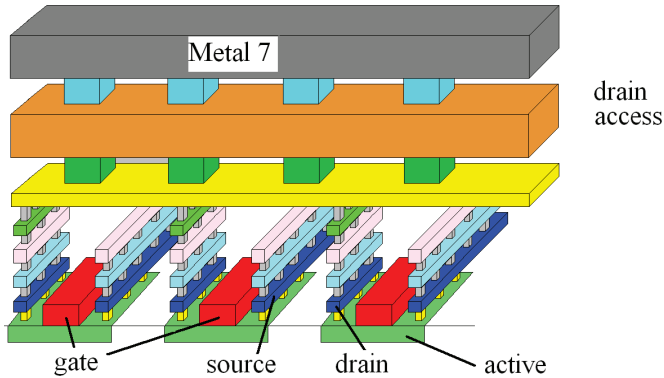 Metal 7
drain
access
gate
source
drain
active